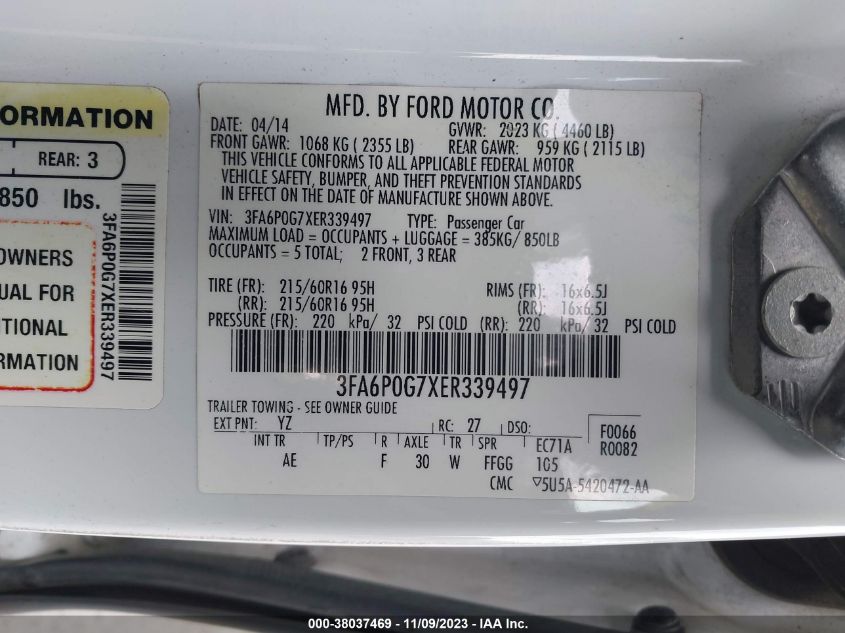 ORMATION
REAR: 3
850 lbs.
OWNERS
UAL FOR
ITIONAL
ORMATION
3FA6P0G7XER339497
MFD. BY FORD MOTOR CO.
DATE: 04/14 GVWR: 2023 KG ( 4460 LB)
FRONT GAWR: 1068 KG ( 2355 LB) REAR GAWR: 959 KG ( 2115 LB)
THIS VEHICLE CONFORMS TO ALL APPLICABLE FEDERAL MOTOR
VEHICLE SAFETY, BUMPER, AND THEFT PREVENTION STANDARDS
IN EFFECT ON THE DATE OF MANUFACTURE SHOWN ABOVE.
VIN: 3FA6P0G7XER339497 TYPE: Passenger Car
MAXIMUM LOAD = OCCUPANTS + LUGGAGE = 385KG/ 850LB
OCCUPANTS = 5 TOTAL; 2 FRONT, 3 REAR
TIRE (FR): 215/60R16 95H RIMS (FR): 16x6.5J
(RR): 215/60R16 95H (RR): 16x6.5J
PRESSURE (FR): 220 kPa/ 32 PSI COLD (RR): 220 kPa/ 32 PSI COLD
3FA6P0G7XER339497
TRAILER TOWING - SEE OWNER GUIDE
EXT PNT: YZ RC: 27 DSO: F0066
INT TR TP/PS R AXLE TR SPR EC71A R0082
AE F 30 W FFGG 105
CMC ▽5U5A-5420472-AA
000-38037469 - 11/09/2023 - IAA Inc.